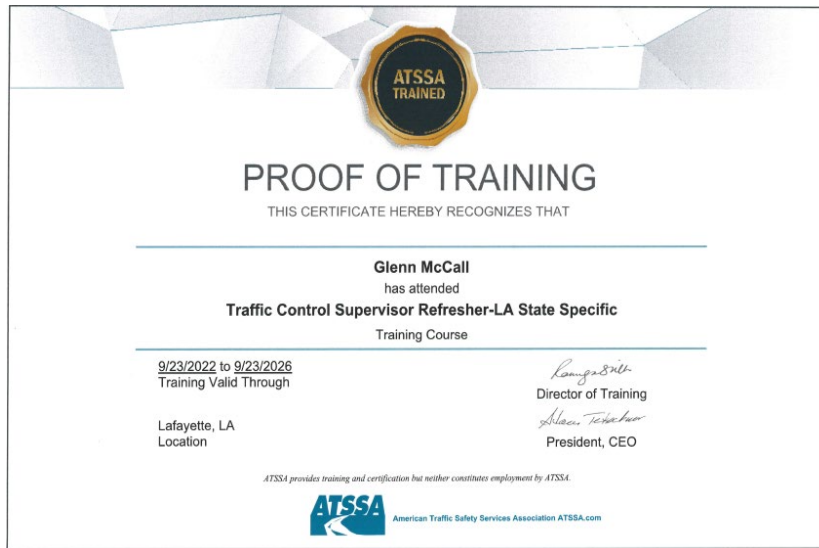 ATSSA
TRAINED
PROOF OF TRAINING
THIS CERTIFICATE HEREBY RECOGNIZES THAT
Glenn McCall
has attended
Traffic Control Supervisor Refresher-LA State Specific
Training Course
9/23/2022 to 9/23/2026
Training Valid Through
Director of Training
Lafayette, LA
Location
President, CEO
ATSSA provides training and certification but neither constitutes employment by ATSSA.
ATSSA
American Traffic Safety Services Association ATSSA.com